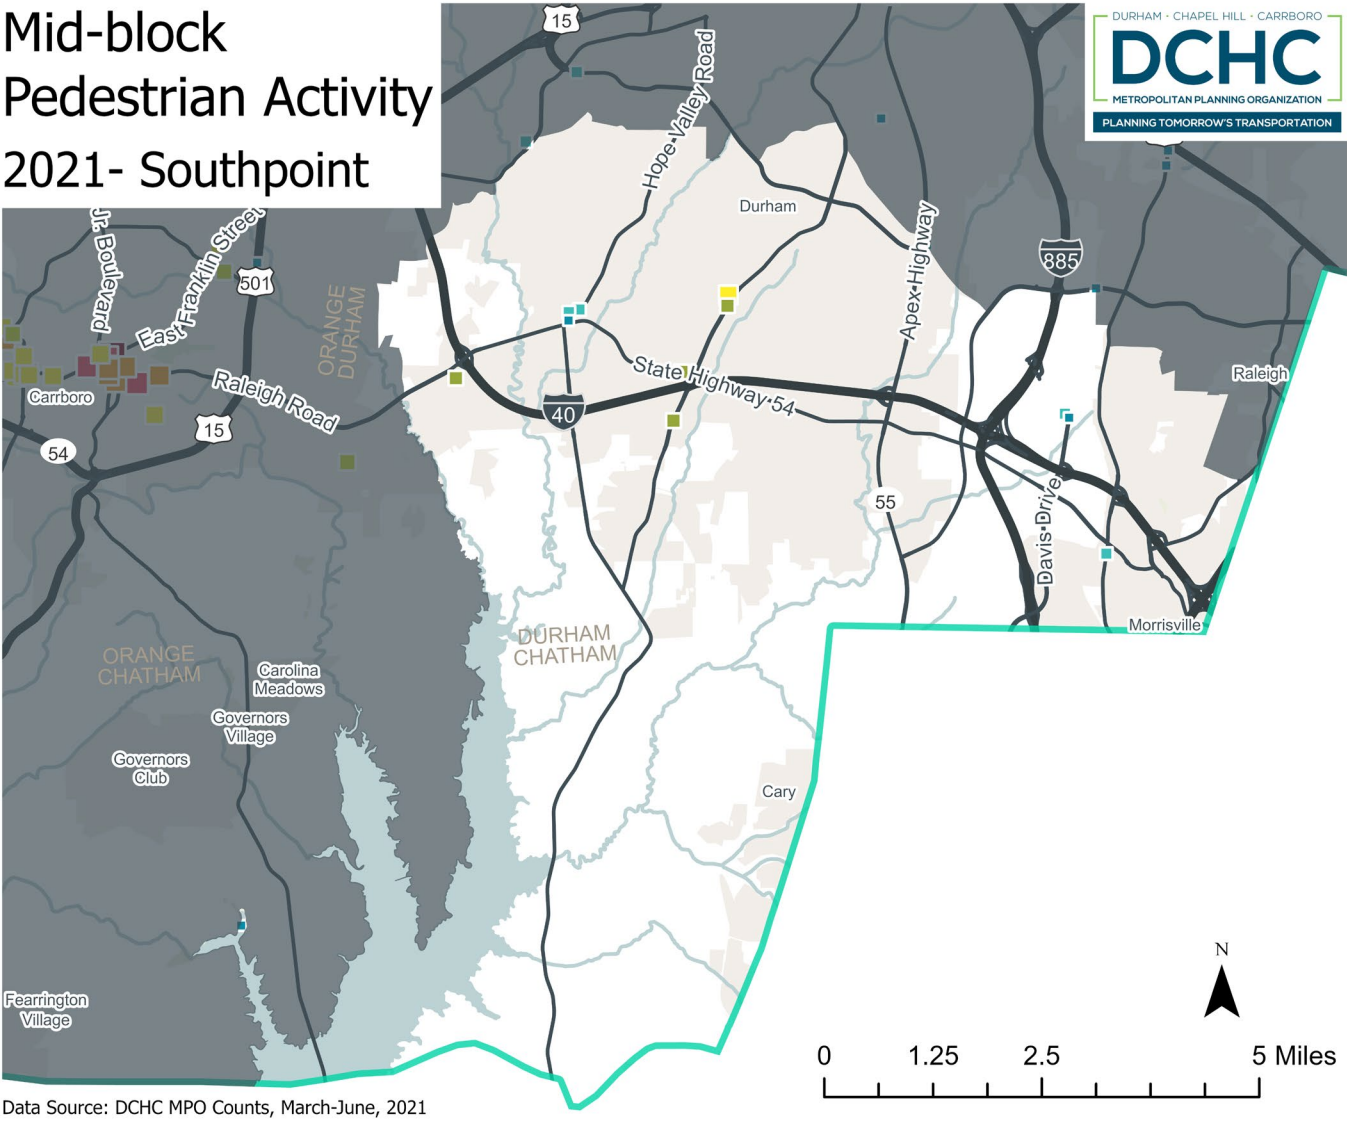 Mid-block
Pedestrian Activity
2021- Southpoint
DURHAM · CHAPEL HILL · CARRBORO
DCHC
METROPOLITAN PLANNING ORGANIZATION
PLANNING TOMORROW'S TRANSPORTATION
15
Hope Valley Road
Durham
Jr. Boulevard
East Franklin Street
501
885
Apex Highway
ORANGE
DURHAM
State Highway 54
Raleigh
Carrboro
Raleigh Road
40
15
54
55
Davis Drive
Morrisville
DURHAM
CHATHAM
ORANGE
CHATHAM
Carolina
Meadows
Governors
Village
Governors
Club
Cary
Fearrington
Village
N
0 1.25 2.5 5 Miles
Data Source: DCHC MPO Counts, March-June, 2021